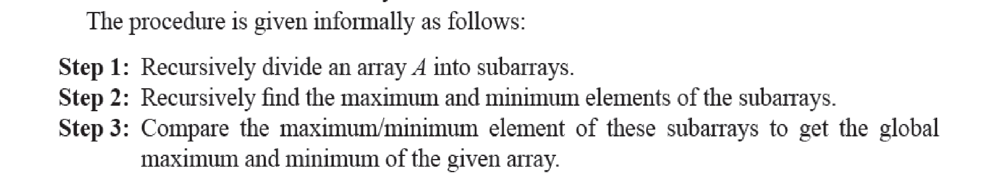 The procedure is given informally as follows:
Step 1: Recursively divide an array A into subarrays.
Step 2: Recursively find the maximum and minimum elements of the subarrays.
Step 3: Compare the maximum/minimum element of these subarrays to get the global
maximum and minimum of the given array.